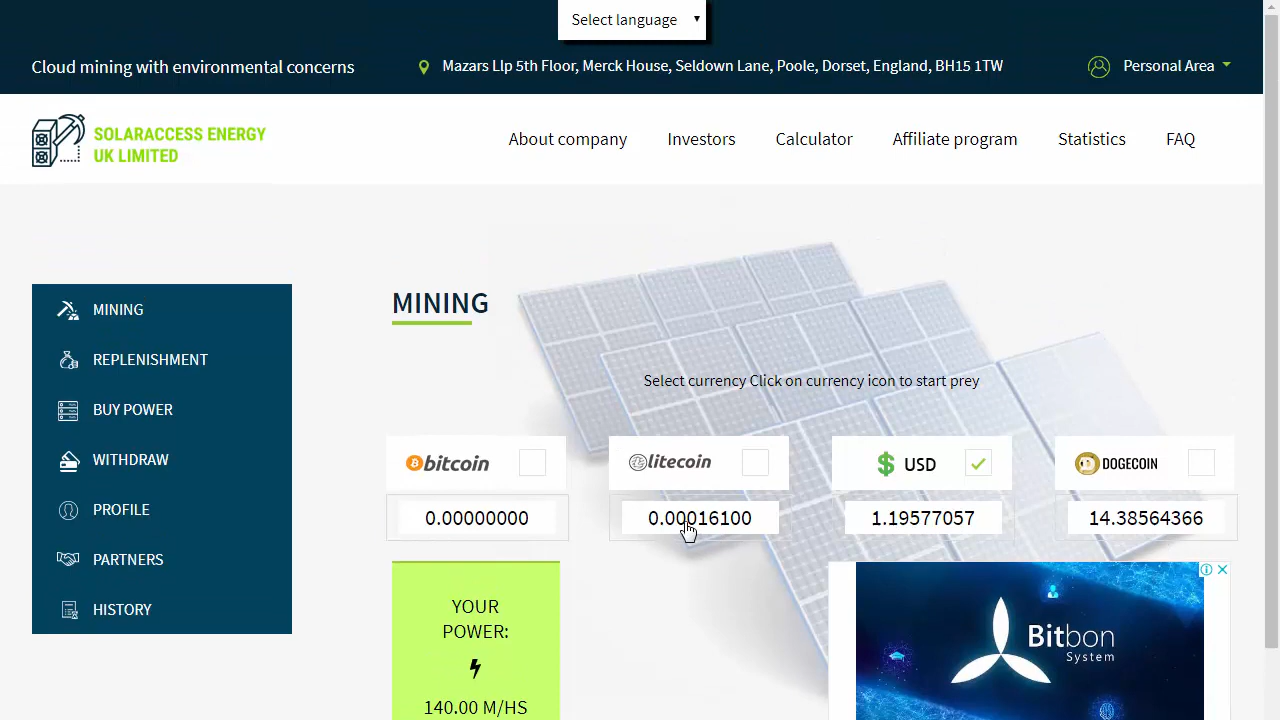 Select language
Cloud mining with environmental concerns
Mazars Llp 5th Floor, Merck House, Seldown Lane, Poole, Dorset, England, BH15 1TW
Personal Area
SOLARACCESS ENERGY
UK LIMITED
About company
Investors
Calculator
Affiliate program
Statistics
FAQ
MINING
REPLENISHMENT
BUY POWER
WITHDRAW
PROFILE
PARTNERS
HISTORY
MINING
Select currency Click on currency icon to start prey
bitcoin
litecoin
USD
DOGECOIN
0.00000000
0.00016100
1.19577057
14.38564366
YOUR
POWER:
140.00 M/HS
Bitbon
System